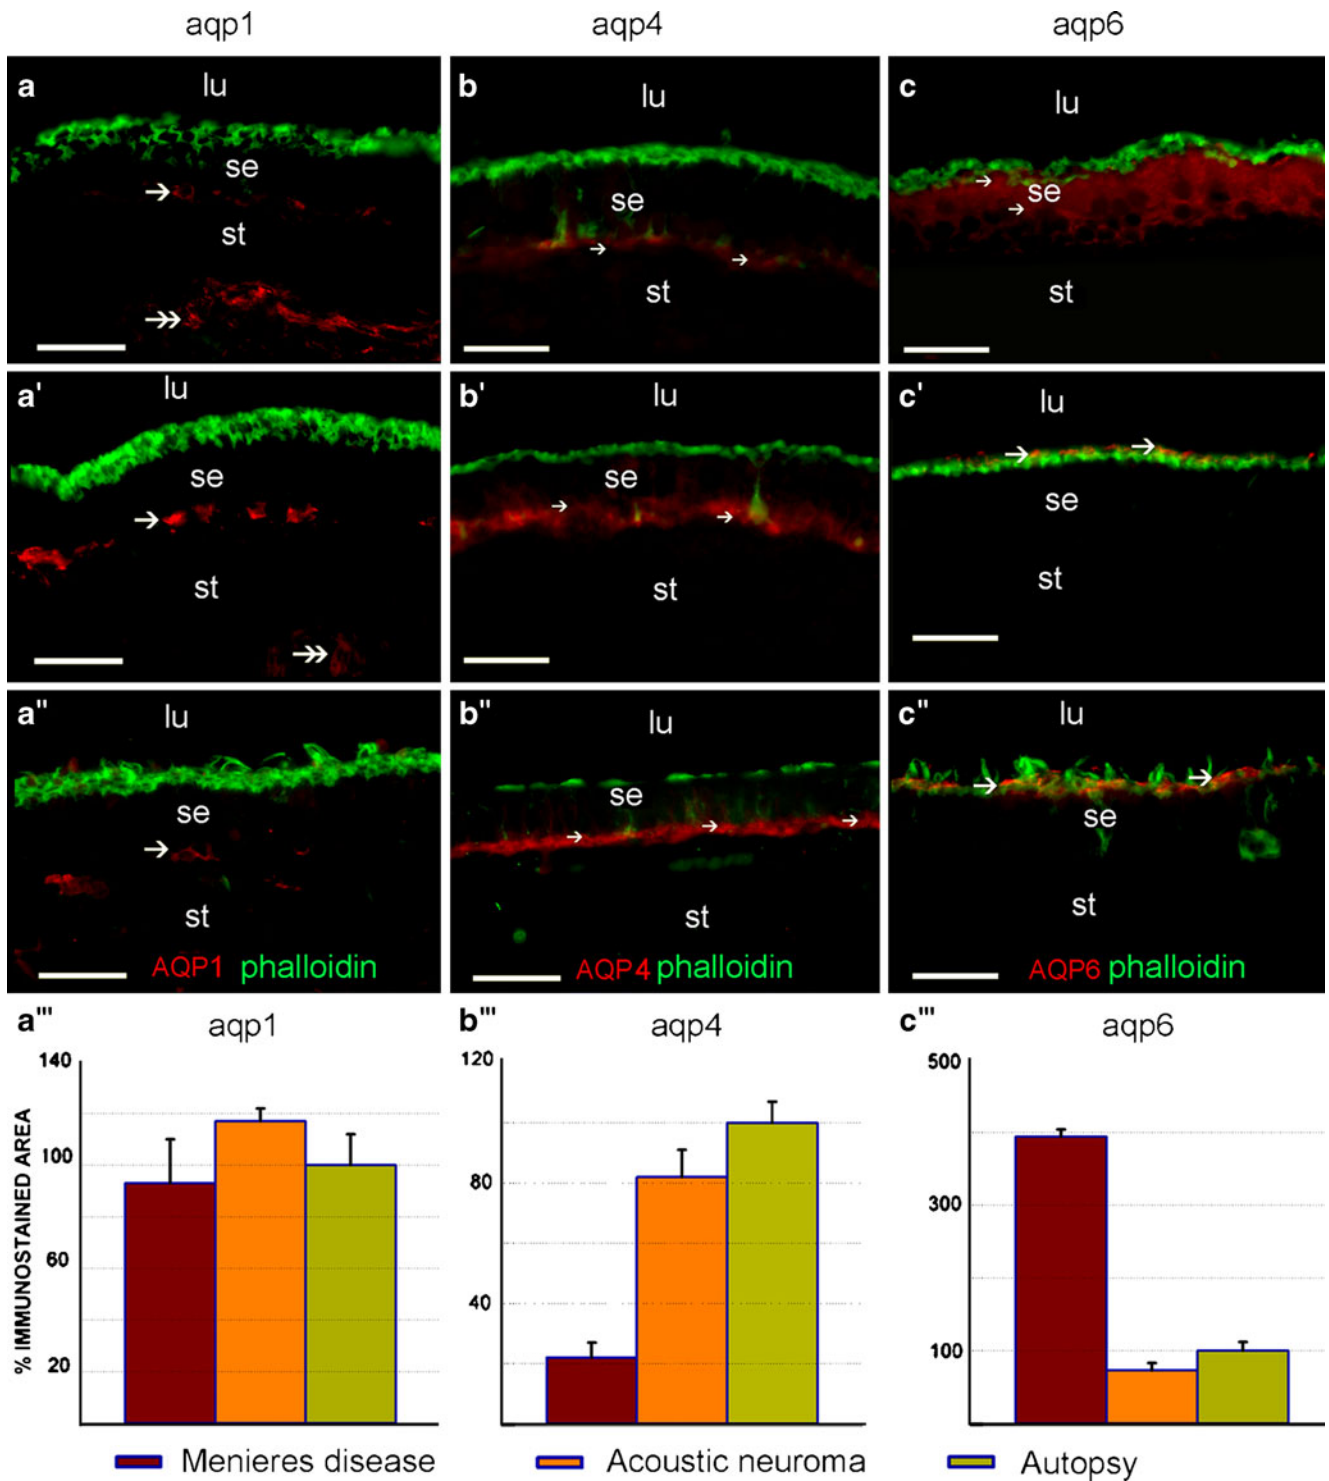 aqp1 aqp4 aqp6
a lu se st
b lu se st
c lu se st
a' lu se st
b' lu se st
c' lu se st
a" lu se st AQP1 phalloidin
b" lu se st AQP4 phalloidin
c" lu se st AQP6 phalloidin
a"' aqp1
b"' aqp4
c"' aqp6
% IMMUNOSTAINED AREA
140
100
60
20
120
80
40
500
300
100
Menieres disease Acoustic neuroma Autopsy